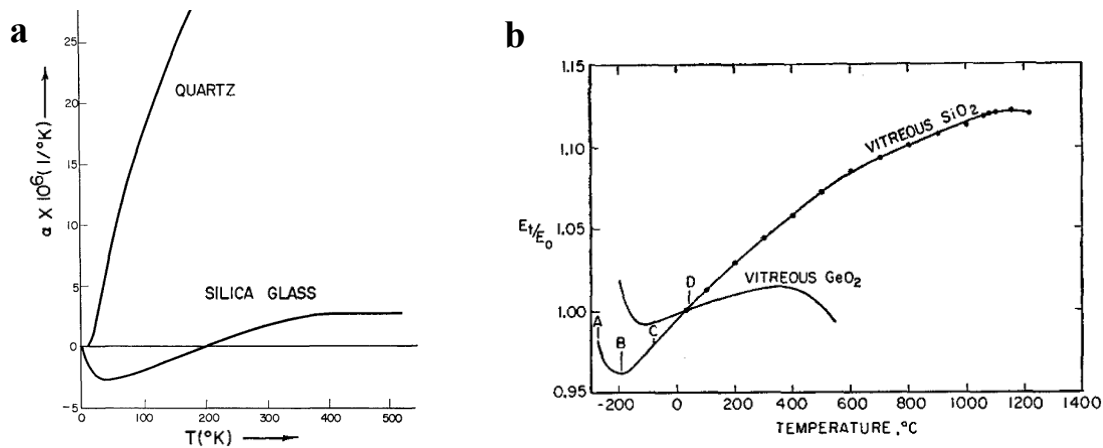 a
25
20
15
10
5
0
-5
α X 10⁶(1/°K)
QUARTZ
SILICA GLASS
0
100
200
300
400
500
T(°K)
b
1.15
1.10
1.05
1.00
0.95
Et/Eo
VITREOUS SiO2
VITREOUS GeO2
A
B
C
D
-200
0
200
400
600
800
1000
1200
1400
TEMPERATURE ,°C